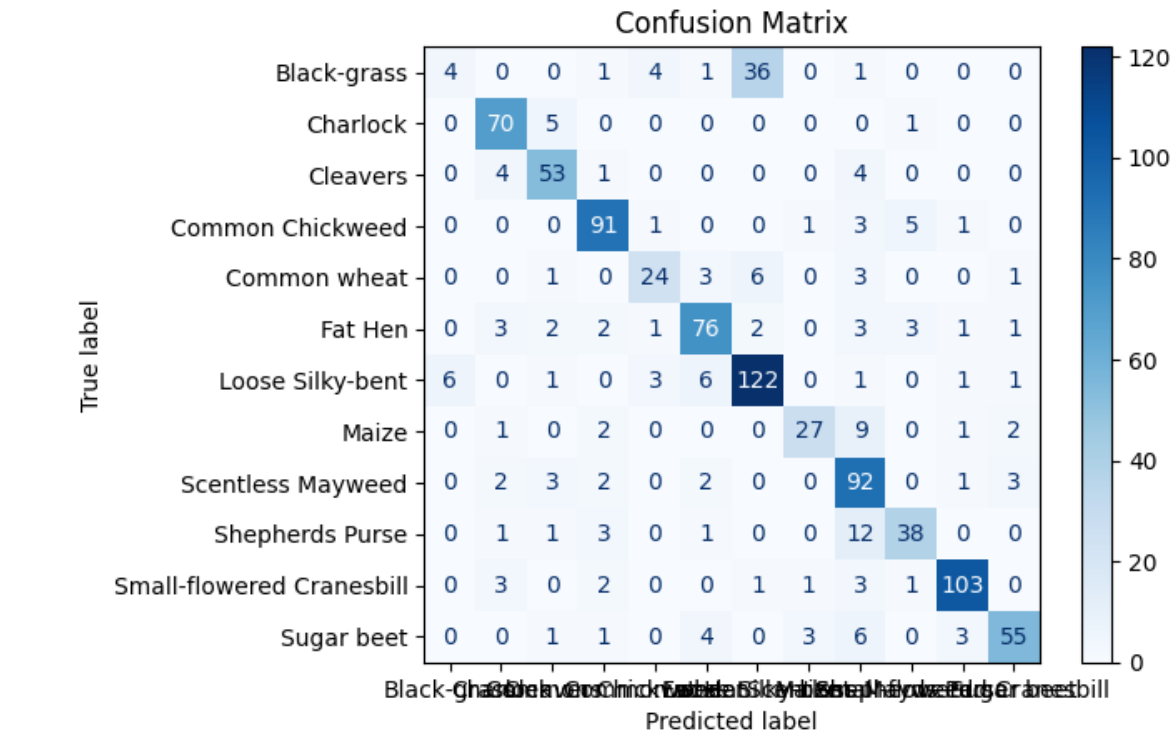 Confusion Matrix
Black-grass 4 0 0 1 4 1 36 0 1 0 0 0
Charlock 0 70 5 0 0 0 0 0 0 1 0 0
Cleavers 0 4 53 1 0 0 0 0 4 0 0 0
Common Chickweed 0 0 0 91 1 0 0 1 3 5 1 0
Common wheat 0 0 1 0 24 3 6 0 3 0 0 1
Fat Hen 0 3 2 2 1 76 2 0 3 3 1 1
Loose Silky-bent 6 0 1 0 3 6 122 0 1 0 1 1
Maize 0 1 0 2 0 0 0 27 9 0 1 2
Scentless Mayweed 0 2 3 2 0 2 0 0 92 0 1 3
Shepherds Purse 0 1 1 3 0 1 0 0 12 38 0 0
Small-flowered Cranesbill 0 3 0 2 0 0 1 1 3 1 103 0
Sugar beet 0 0 1 1 0 4 0 3 6 0 3 55
True label
Predicted label
120
100
80
60
40
20
0